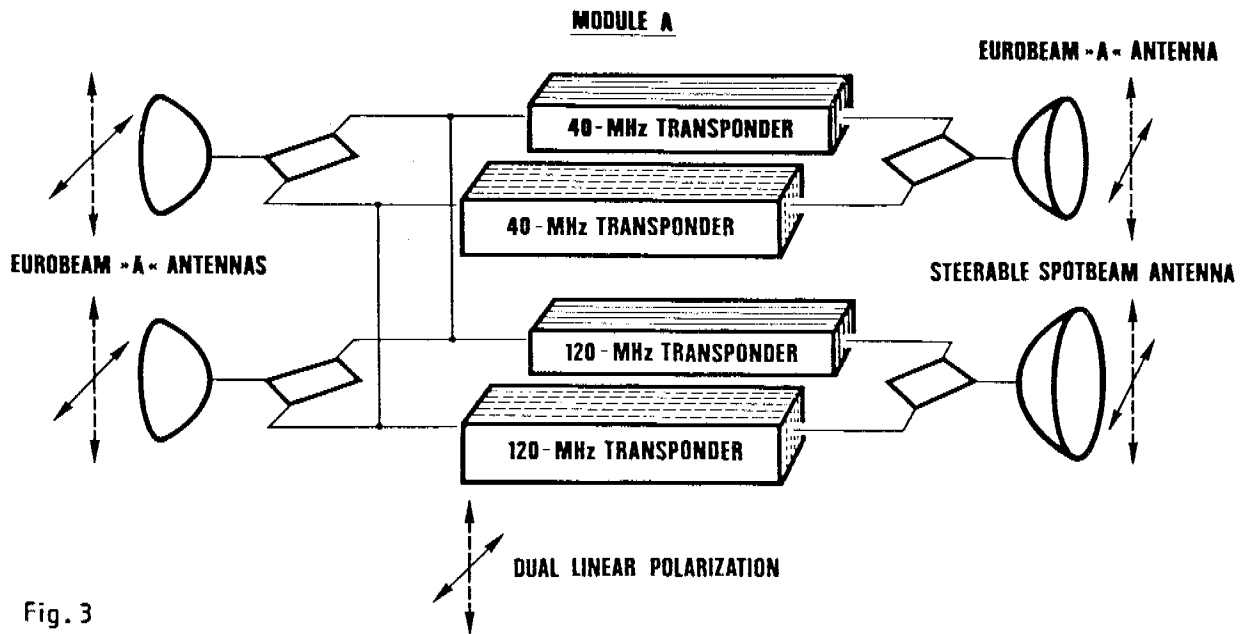 MODULE A
EUROBEAM »A« ANTENNA
40-MHz TRANSPONDER
40-MHz TRANSPONDER
EUROBEAM »A« ANTENNAS
STEERABLE SPOTBEAM ANTENNA
120-MHz TRANSPONDER
120-MHz TRANSPONDER
DUAL LINEAR POLARIZATION
Fig. 3